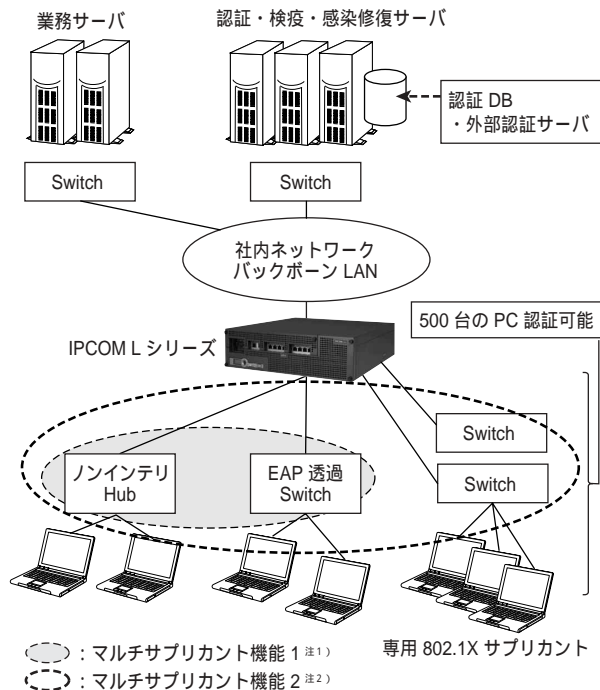 業務サーバ
認証・検疫・感染修復サーバ
認証 DB
・外部認証サーバ
Switch
Switch
社内ネットワーク
バックボーン LAN
500 台の PC 認証可能
IPCOM L シリーズ
Switch
ノンインテリ
Hub
EAP 透過
Switch
Switch
専用 802.1X サプリカント
：マルチサプリカント機能 1 注1）
：マルチサプリカント機能 2 注2）